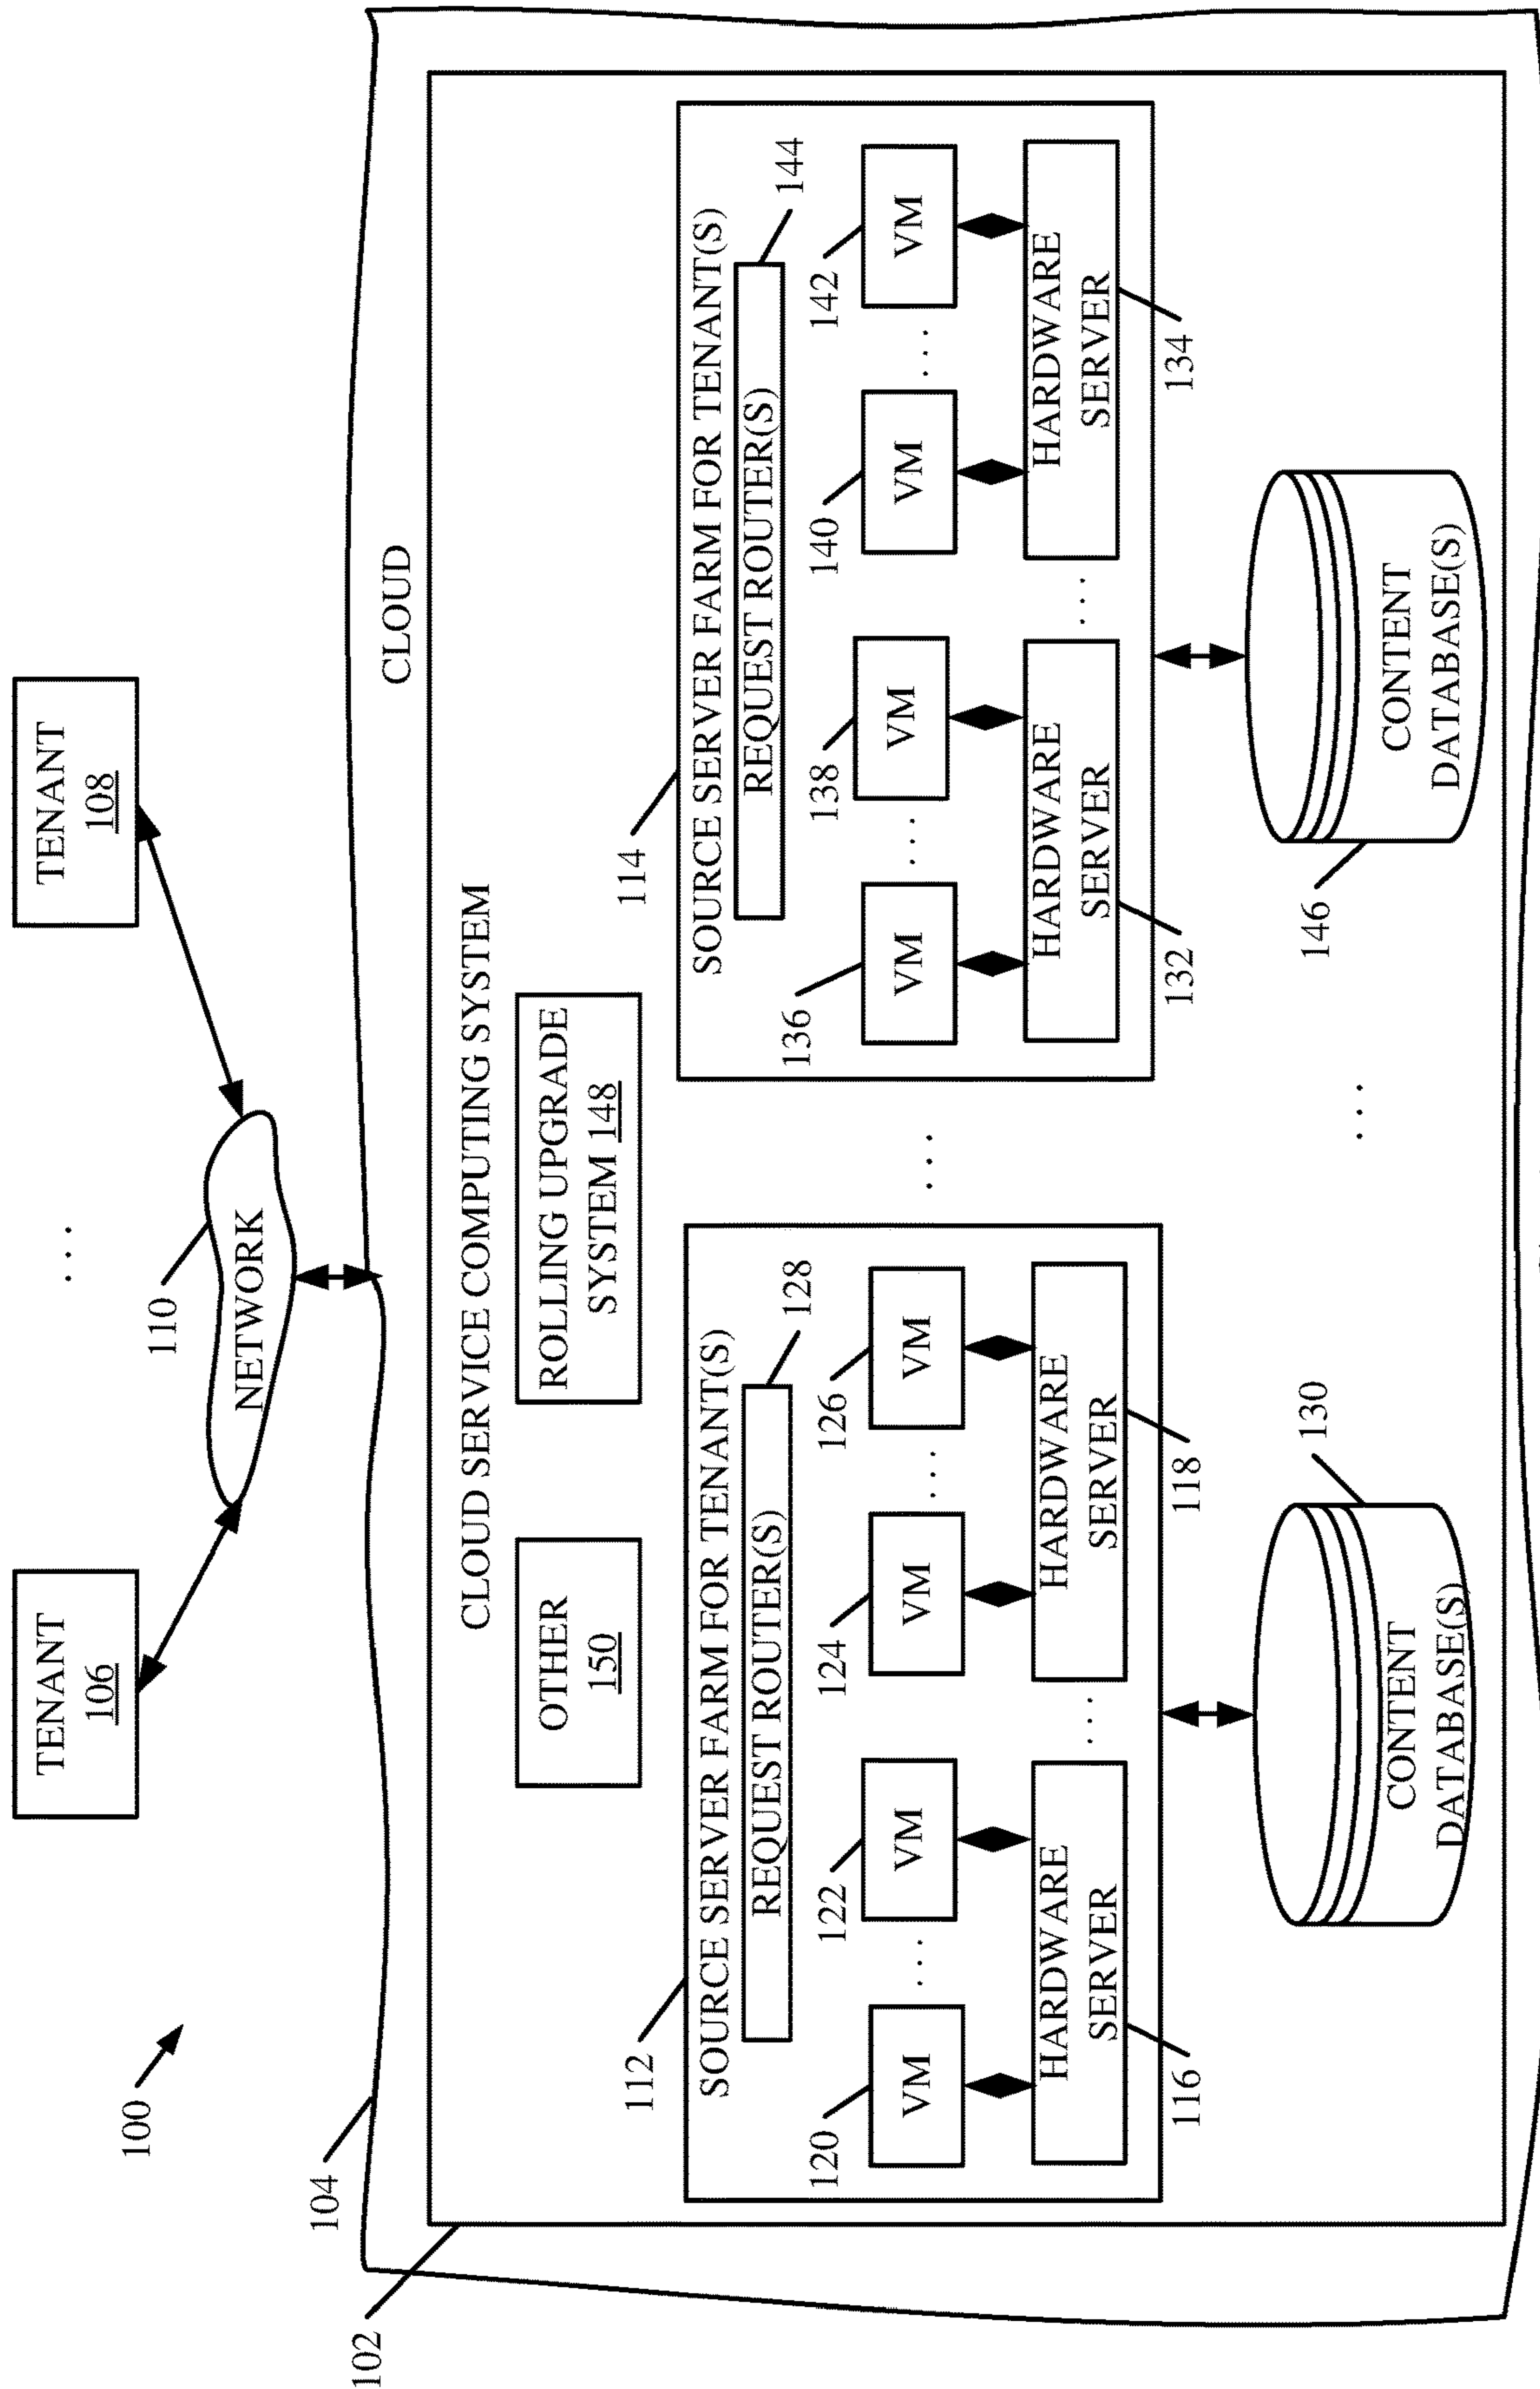 100
TENANT
106
. . .
TENANT
108
110
NETWORK
104
102
CLOUD
CLOUD SERVICE COMPUTING SYSTEM
OTHER
150
ROLLING UPGRADE
SYSTEM 148
112
SOURCE SERVER FARM FOR TENANT(S)
REQUEST ROUTER(S)
128
120
VM
. . .
122
VM
124
VM
. . .
126
VM
HARDWARE
SERVER
116
. . .
HARDWARE
SERVER
118
. . .
114
SOURCE SERVER FARM FOR TENANT(S)
REQUEST ROUTER(S)
144
136
VM
. . .
138
VM
140
VM
. . .
142
VM
HARDWARE
SERVER
132
. . .
HARDWARE
SERVER
134
CONTENT
DATABASE(S)
130
. . .
146
CONTENT
DATABASE(S)